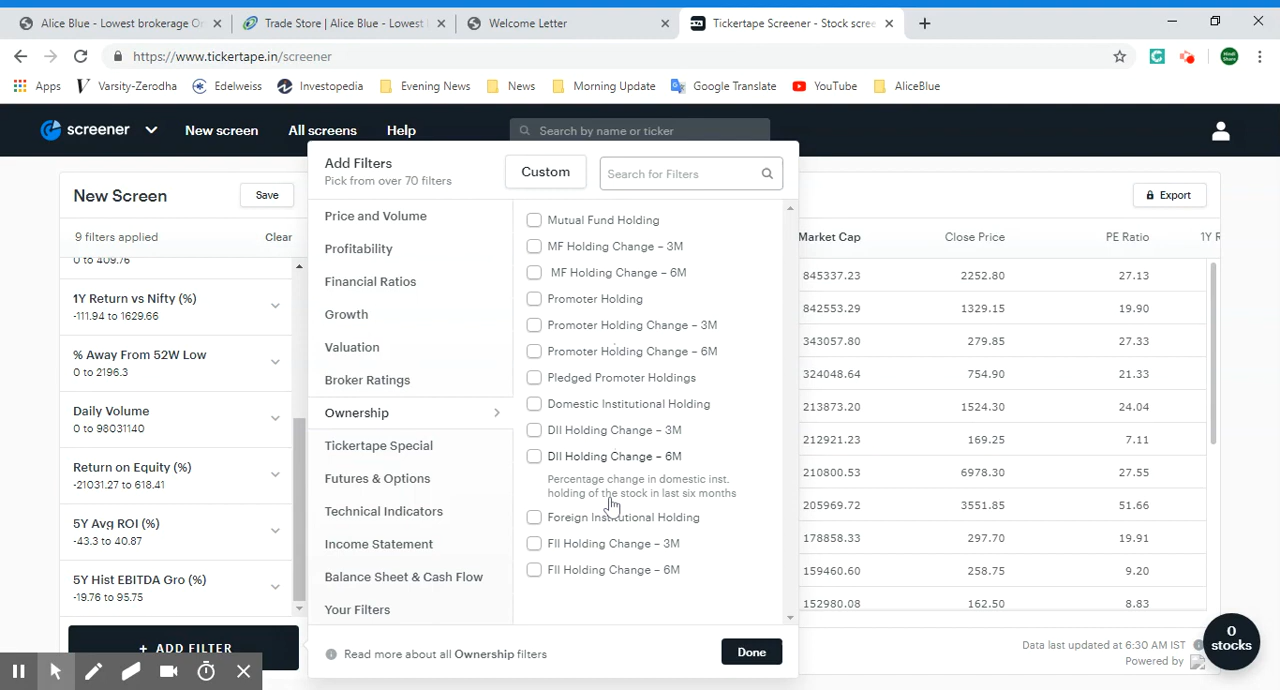 Alice Blue - Lowest brokerage On
Trade Store | Alice Blue - Lowest
Welcome Letter
Tickertape Screener - Stock scree
https://www.tickertape.in/screener
Apps
Varsity-Zerodha
Edelweiss
Investopedia
Evening News
News
Morning Update
Google Translate
YouTube
AliceBlue
screener
New screen
All screens
Help
Search by name or ticker
New Screen
Save
9 filters applied
Clear
0 to 409.76
1Y Return vs Nifty (%)
-111.94 to 1629.66
% Away From 52W Low
0 to 2196.3
Daily Volume
0 to 98031140
Return on Equity (%)
-21031.27 to 618.41
5Y Avg ROI (%)
-43.3 to 40.87
5Y Hist EBITDA Gro (%)
-19.76 to 95.75
+ ADD FILTER
Add Filters
Pick from over 70 filters
Custom
Search for Filters
Price and Volume
Profitability
Financial Ratios
Growth
Valuation
Broker Ratings
Ownership
Tickertape Special
Futures & Options
Technical Indicators
Income Statement
Balance Sheet & Cash Flow
Your Filters
Mutual Fund Holding
MF Holding Change – 3M
MF Holding Change – 6M
Promoter Holding
Promoter Holding Change – 3M
Promoter Holding Change – 6M
Pledged Promoter Holdings
Domestic Institutional Holding
DII Holding Change – 3M
DII Holding Change – 6M
Percentage change in domestic inst.
holding of the stock in last six months
Foreign Institutional Holding
FII Holding Change – 3M
FII Holding Change – 6M
Read more about all Ownership filters
Done
Export
Market Cap Close Price PE Ratio 1Y R
845337.23 2252.80 27.13
842553.29 1329.15 19.90
343057.80 279.85 27.33
324048.64 754.90 21.33
213873.20 1524.30 24.04
212921.23 169.25 7.11
210800.53 6978.30 27.55
205969.72 3551.85 51.66
178858.33 297.70 19.91
159460.60 258.75 9.20
152980.08 162.50 8.83
Data last updated at 6:30 AM IST
Powered by
0
stocks